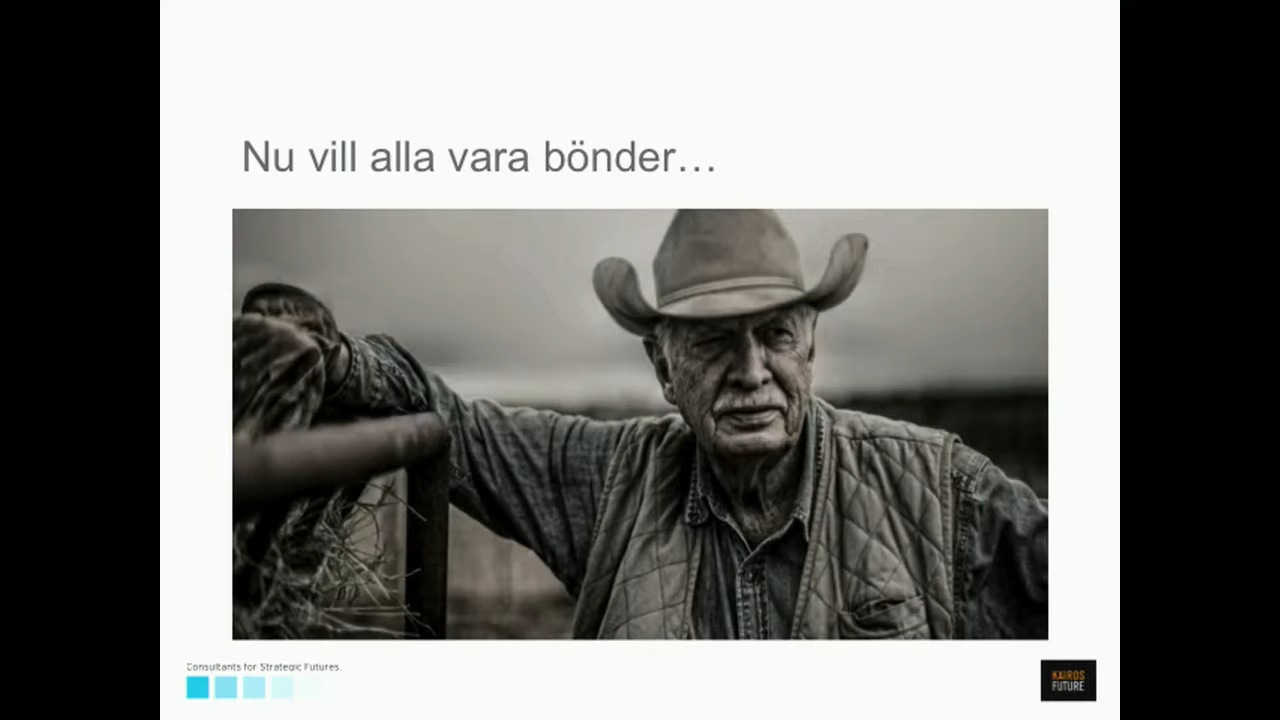 Nu vill alla vara bönder…
Consultants for Strategic Futures.
KAIROS
FUTURE